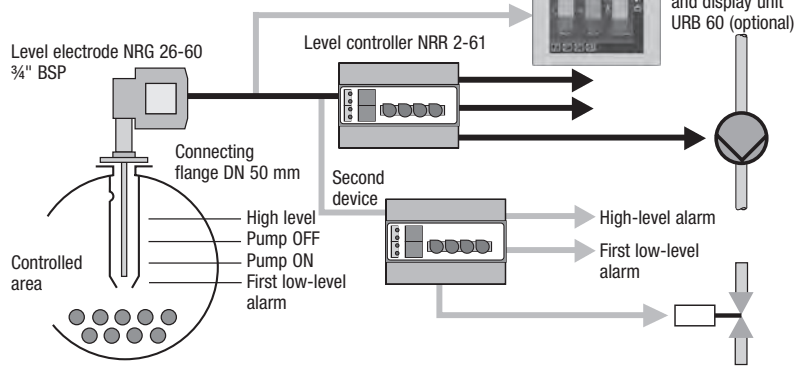 and display unit
URB 60 (optional)
Level electrode NRG 26-60
¾" BSP
Level controller NRR 2-61
Connecting
flange DN 50 mm
Second
device
High level
Pump OFF
Pump ON
First low-level
alarm
Controlled
area
High-level alarm
First low-level
alarm